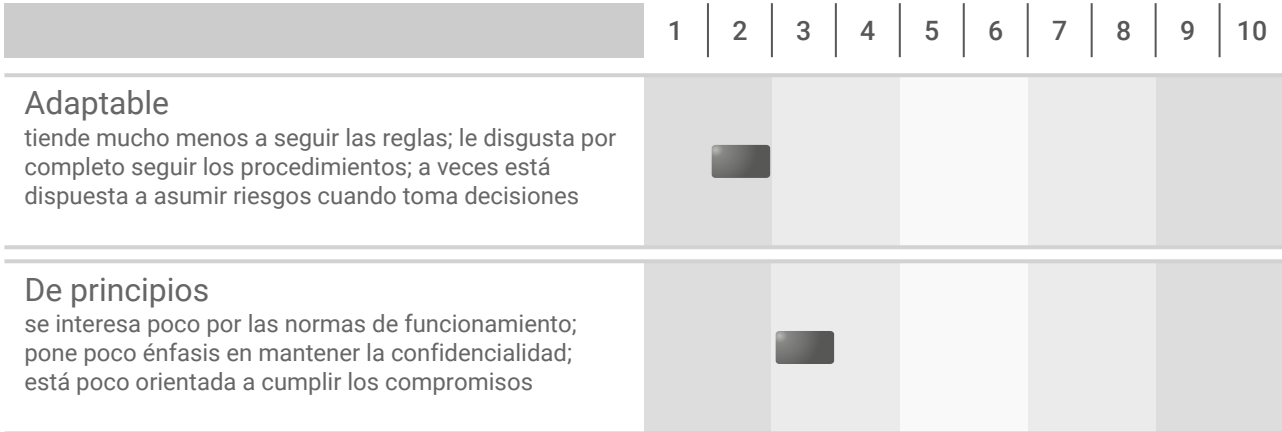 1 2 3 4 5 6 7 8 9 10
Adaptable
tiende mucho menos a seguir las reglas; le disgusta por
completo seguir los procedimientos; a veces está
dispuesta a asumir riesgos cuando toma decisiones
De principios
se interesa poco por las normas de funcionamiento;
pone poco énfasis en mantener la confidencialidad;
está poco orientada a cumplir los compromisos